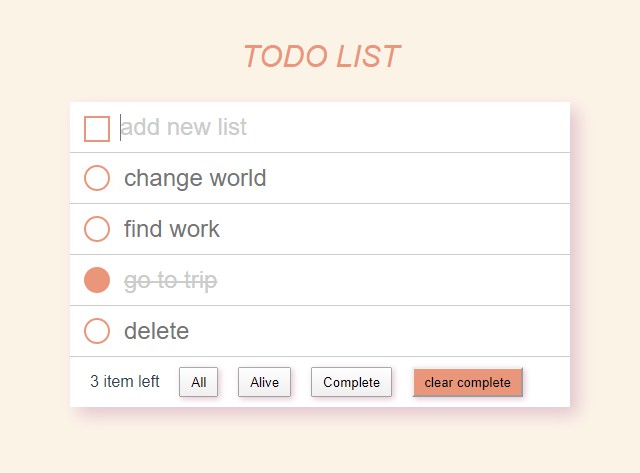 TODO LIST
add new list
change world
find work
go to trip
delete
3 item left All Alive Complete clear complete